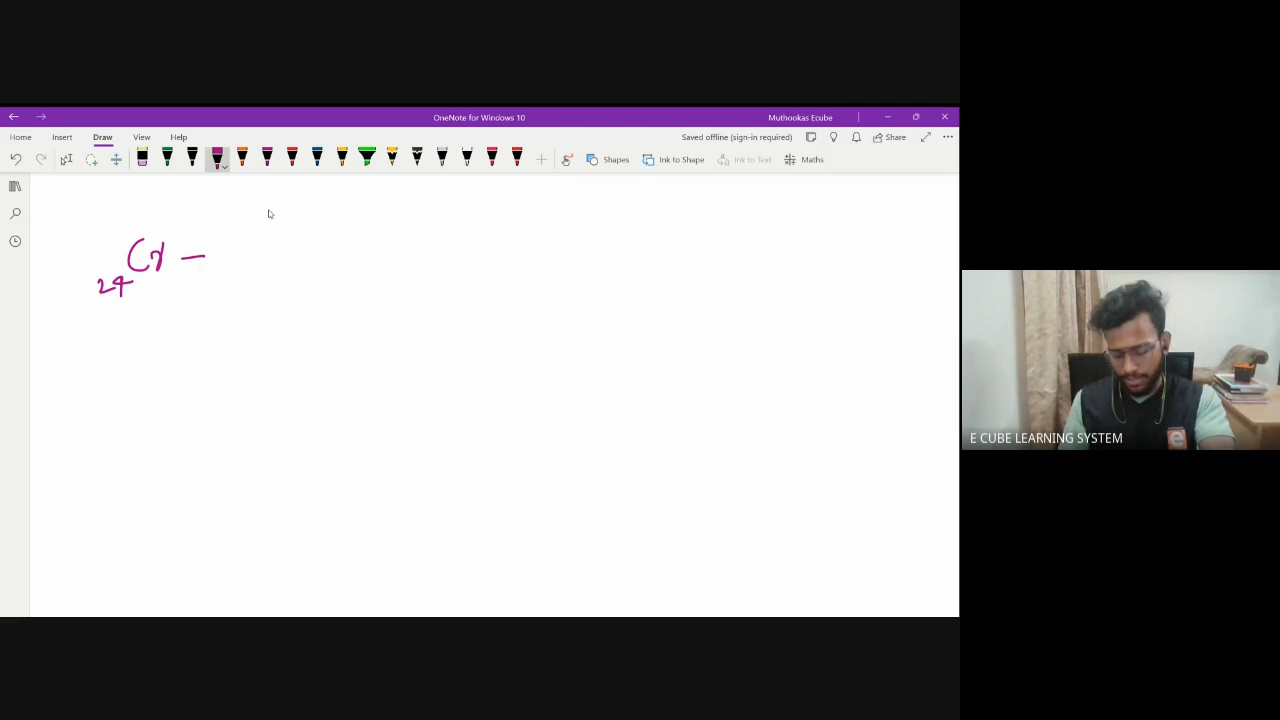 OneNote for Windows 10
Muthookas Ecube
Home Insert Draw View Help
Saved offline (sign-in required)
Share
Shapes
Ink to Shape
Ink to Text
Maths
24Cr –
E CUBE LEARNING SYSTEM
e